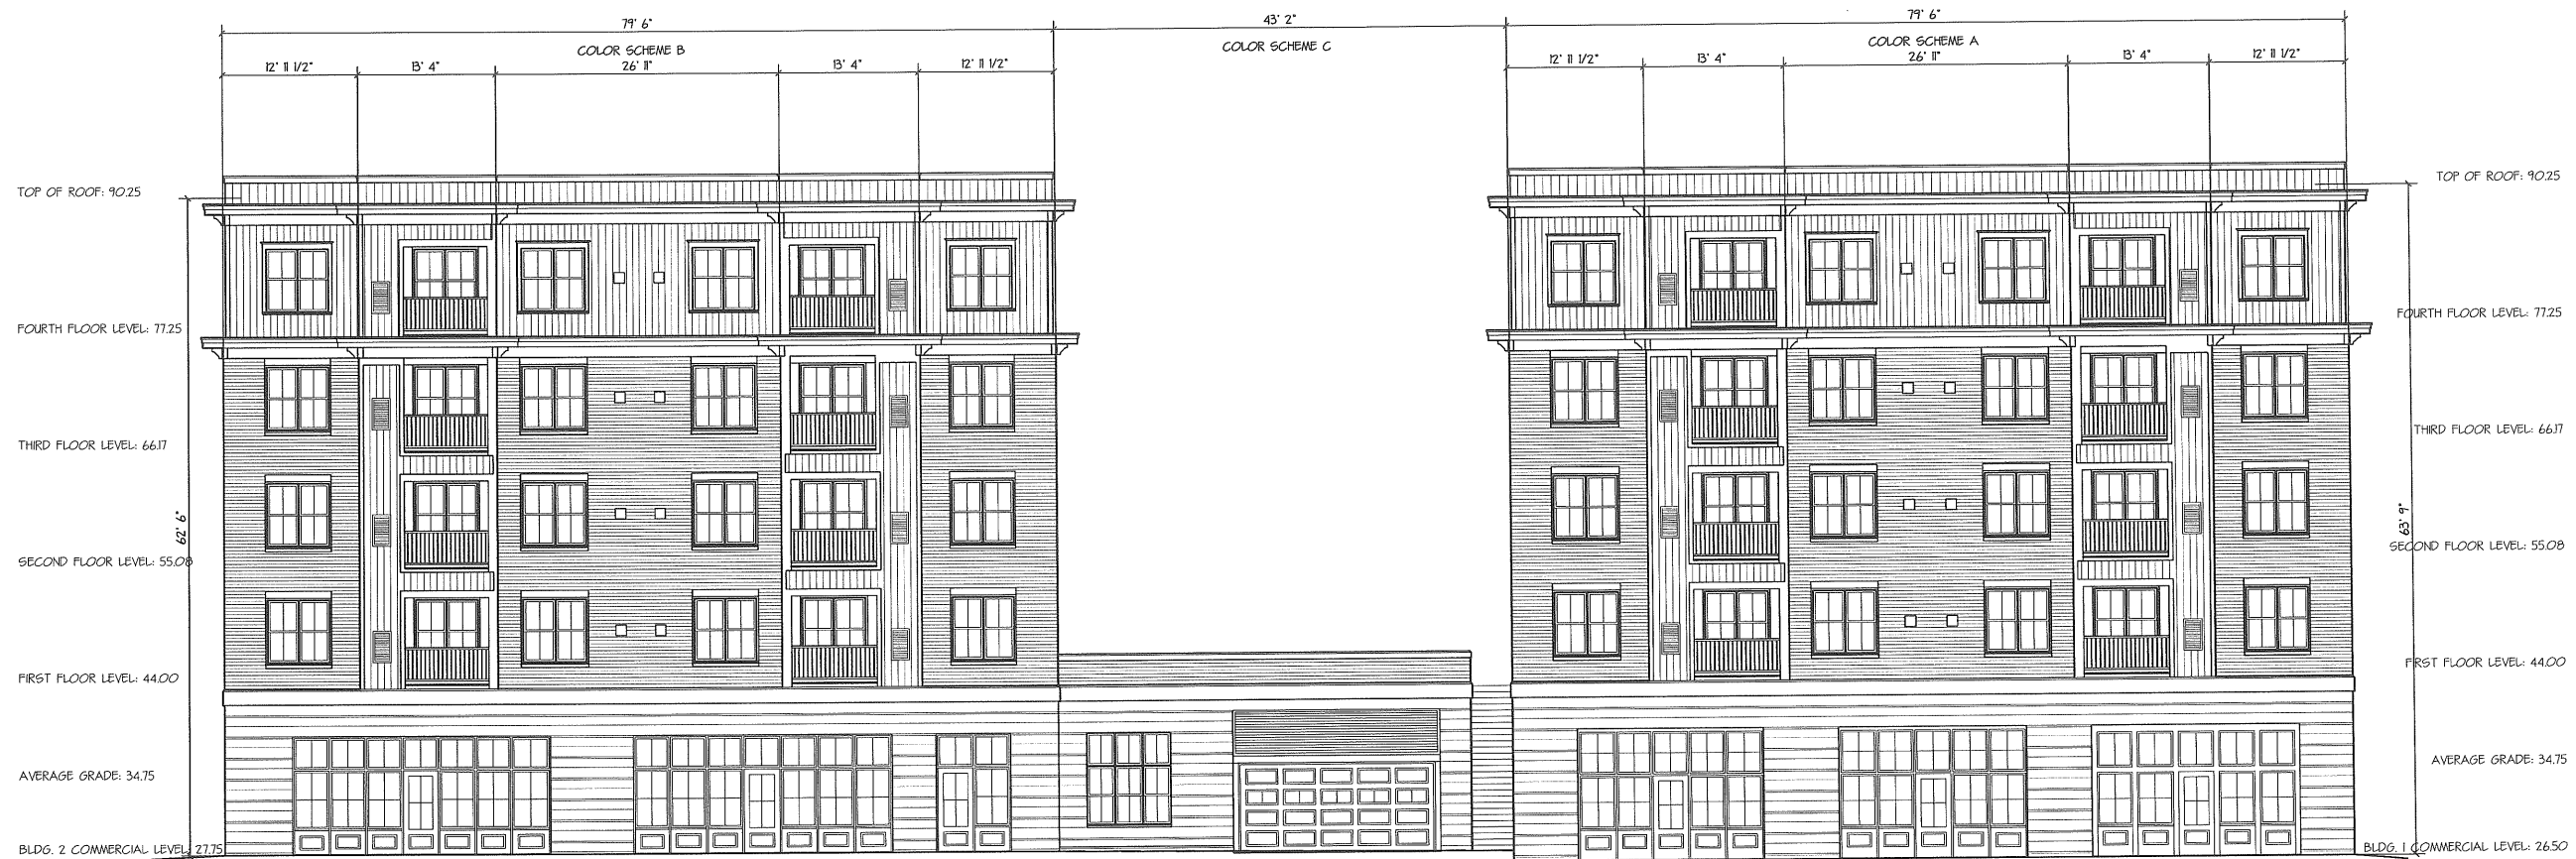 79' 6"
43' 2"
79' 6"
COLOR SCHEME B
COLOR SCHEME C
COLOR SCHEME A
12' 11 1/2"
13' 4"
26' 11"
13' 4"
12' 11 1/2"
12' 11 1/2"
13' 4"
26' 11"
13' 4"
12' 11 1/2"
TOP OF ROOF: 90.25
TOP OF ROOF: 90.25
FOURTH FLOOR LEVEL: 77.25
FOURTH FLOOR LEVEL: 77.25
THIRD FLOOR LEVEL: 66.17
THIRD FLOOR LEVEL: 66.17
62' 6"
63' 9"
SECOND FLOOR LEVEL: 55.08
SECOND FLOOR LEVEL: 55.08
FIRST FLOOR LEVEL: 44.00
FIRST FLOOR LEVEL: 44.00
AVERAGE GRADE: 34.75
AVERAGE GRADE: 34.75
BLDG. 2 COMMERCIAL LEVEL: 27.75
BLDG. 1 COMMERCIAL LEVEL: 26.50